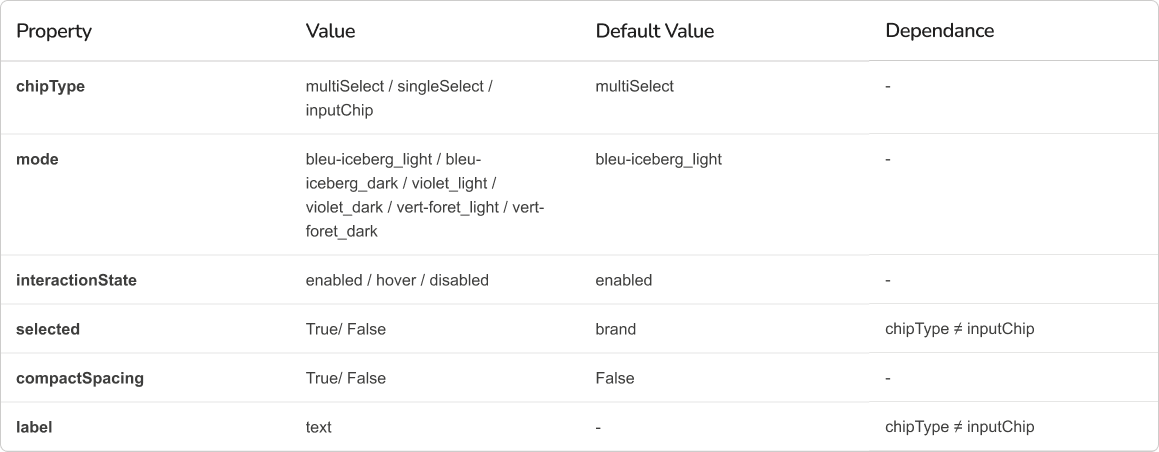 Property Value Default Value Dependance
chipType multiSelect / singleSelect / multiSelect -
inputChip
mode bleu-iceberg_light / bleu- bleu-iceberg_light -
iceberg_dark / violet_light /
violet_dark / vert-foret_light / vert-
foret_dark
interactionState enabled / hover / disabled enabled -
selected True/ False brand chipType ≠ inputChip
compactSpacing True/ False False -
label text - chipType ≠ inputChip